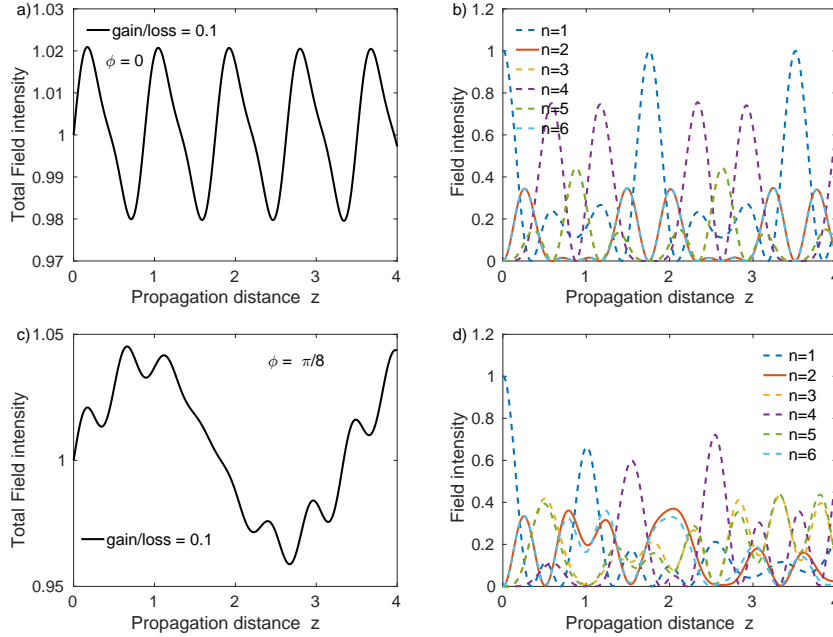 a)
1.03
1.02
1.01
1
0.99
0.98
0.97
gain/loss = 0.1
ϕ = 0
Total Field intensity
0 1 2 3 4
Propagation distance z
b)
1.2
1
0.8
0.6
0.4
0.2
0
n=1
n=2
n=3
n=4
n=5
n=6
Field intensity
0 1 2 3 4
Propagation distance z
c)
1.05
1
0.95
ϕ = π/8
gain/loss = 0.1
Total Field intensity
0 1 2 3 4
Propagation distance z
d)
1.2
1
0.8
0.6
0.4
0.2
0
n=1
n=2
n=3
n=4
n=5
n=6
Field intensity
0 1 2 3 4
Propagation distance z